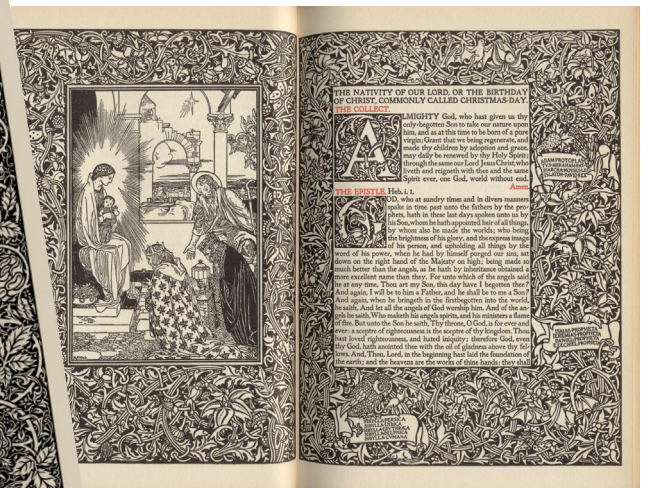 THE NATIVITY OF OUR LORD, OR THE BIRTHDAY
OF CHRIST, COMMONLY CALLED CHRISTMAS-DAY.
THE COLLECT.
ALMIGHTY God, who hast given us thy
only-begotten Son to take our nature upon
him, and as at this time to be born of a pure
virgin; Grant that we being regenerate, and
made thy children by adoption and grace,
may daily be renewed by thy Holy Spirit;
through the same our Lord Jesus Christ, who
liveth and reigneth with thee and the same
Spirit ever, one God, world without end.
Amen.
THE EPISTLE. Heb. i. 1.
GOD, who at sundry times and in divers manners
spake in time past unto the fathers by the pro-
phets, hath in these last days spoken unto us by
his Son, whom he hath appointed heir of all things,
by whom also he made the worlds; who being
the brightness of his glory, and the express image
of his person, and upholding all things by the
word of his power, when he had by himself purged our sins, sat
down on the right hand of the Majesty on high; being made so
much better than the angels, as he hath by inheritance obtained a
more excellent name than they. For unto which of the angels said
he at any time, Thou art my Son, this day have I begotten thee?
And again, I will be to him a Father, and he shall be to me a Son?
And again, when he bringeth in the firstbegotten into the world,
he saith, And let all the angels of God worship him. And of the an-
gels he saith, Who maketh his angels spirits, and his ministers a flame
of fire. But unto the Son he saith, Thy throne, O God, is for ever and
ever: a sceptre of righteousness is the sceptre of thy kingdom. Thou
hast loved righteousness, and hated iniquity; therefore God, even
thy God, hath anointed thee with the oil of gladness above thy fel-
lows. And, Thou, Lord, in the beginning hast laid the foundation of
the earth; and the heavens are the works of thine hands: they shall
ADAM PROTOPLAS
ISAIAS·PROPHETA
JEREMIAS·PROPHETA
DANIEL·PROPHETA
SIBYLLA·PERSICA